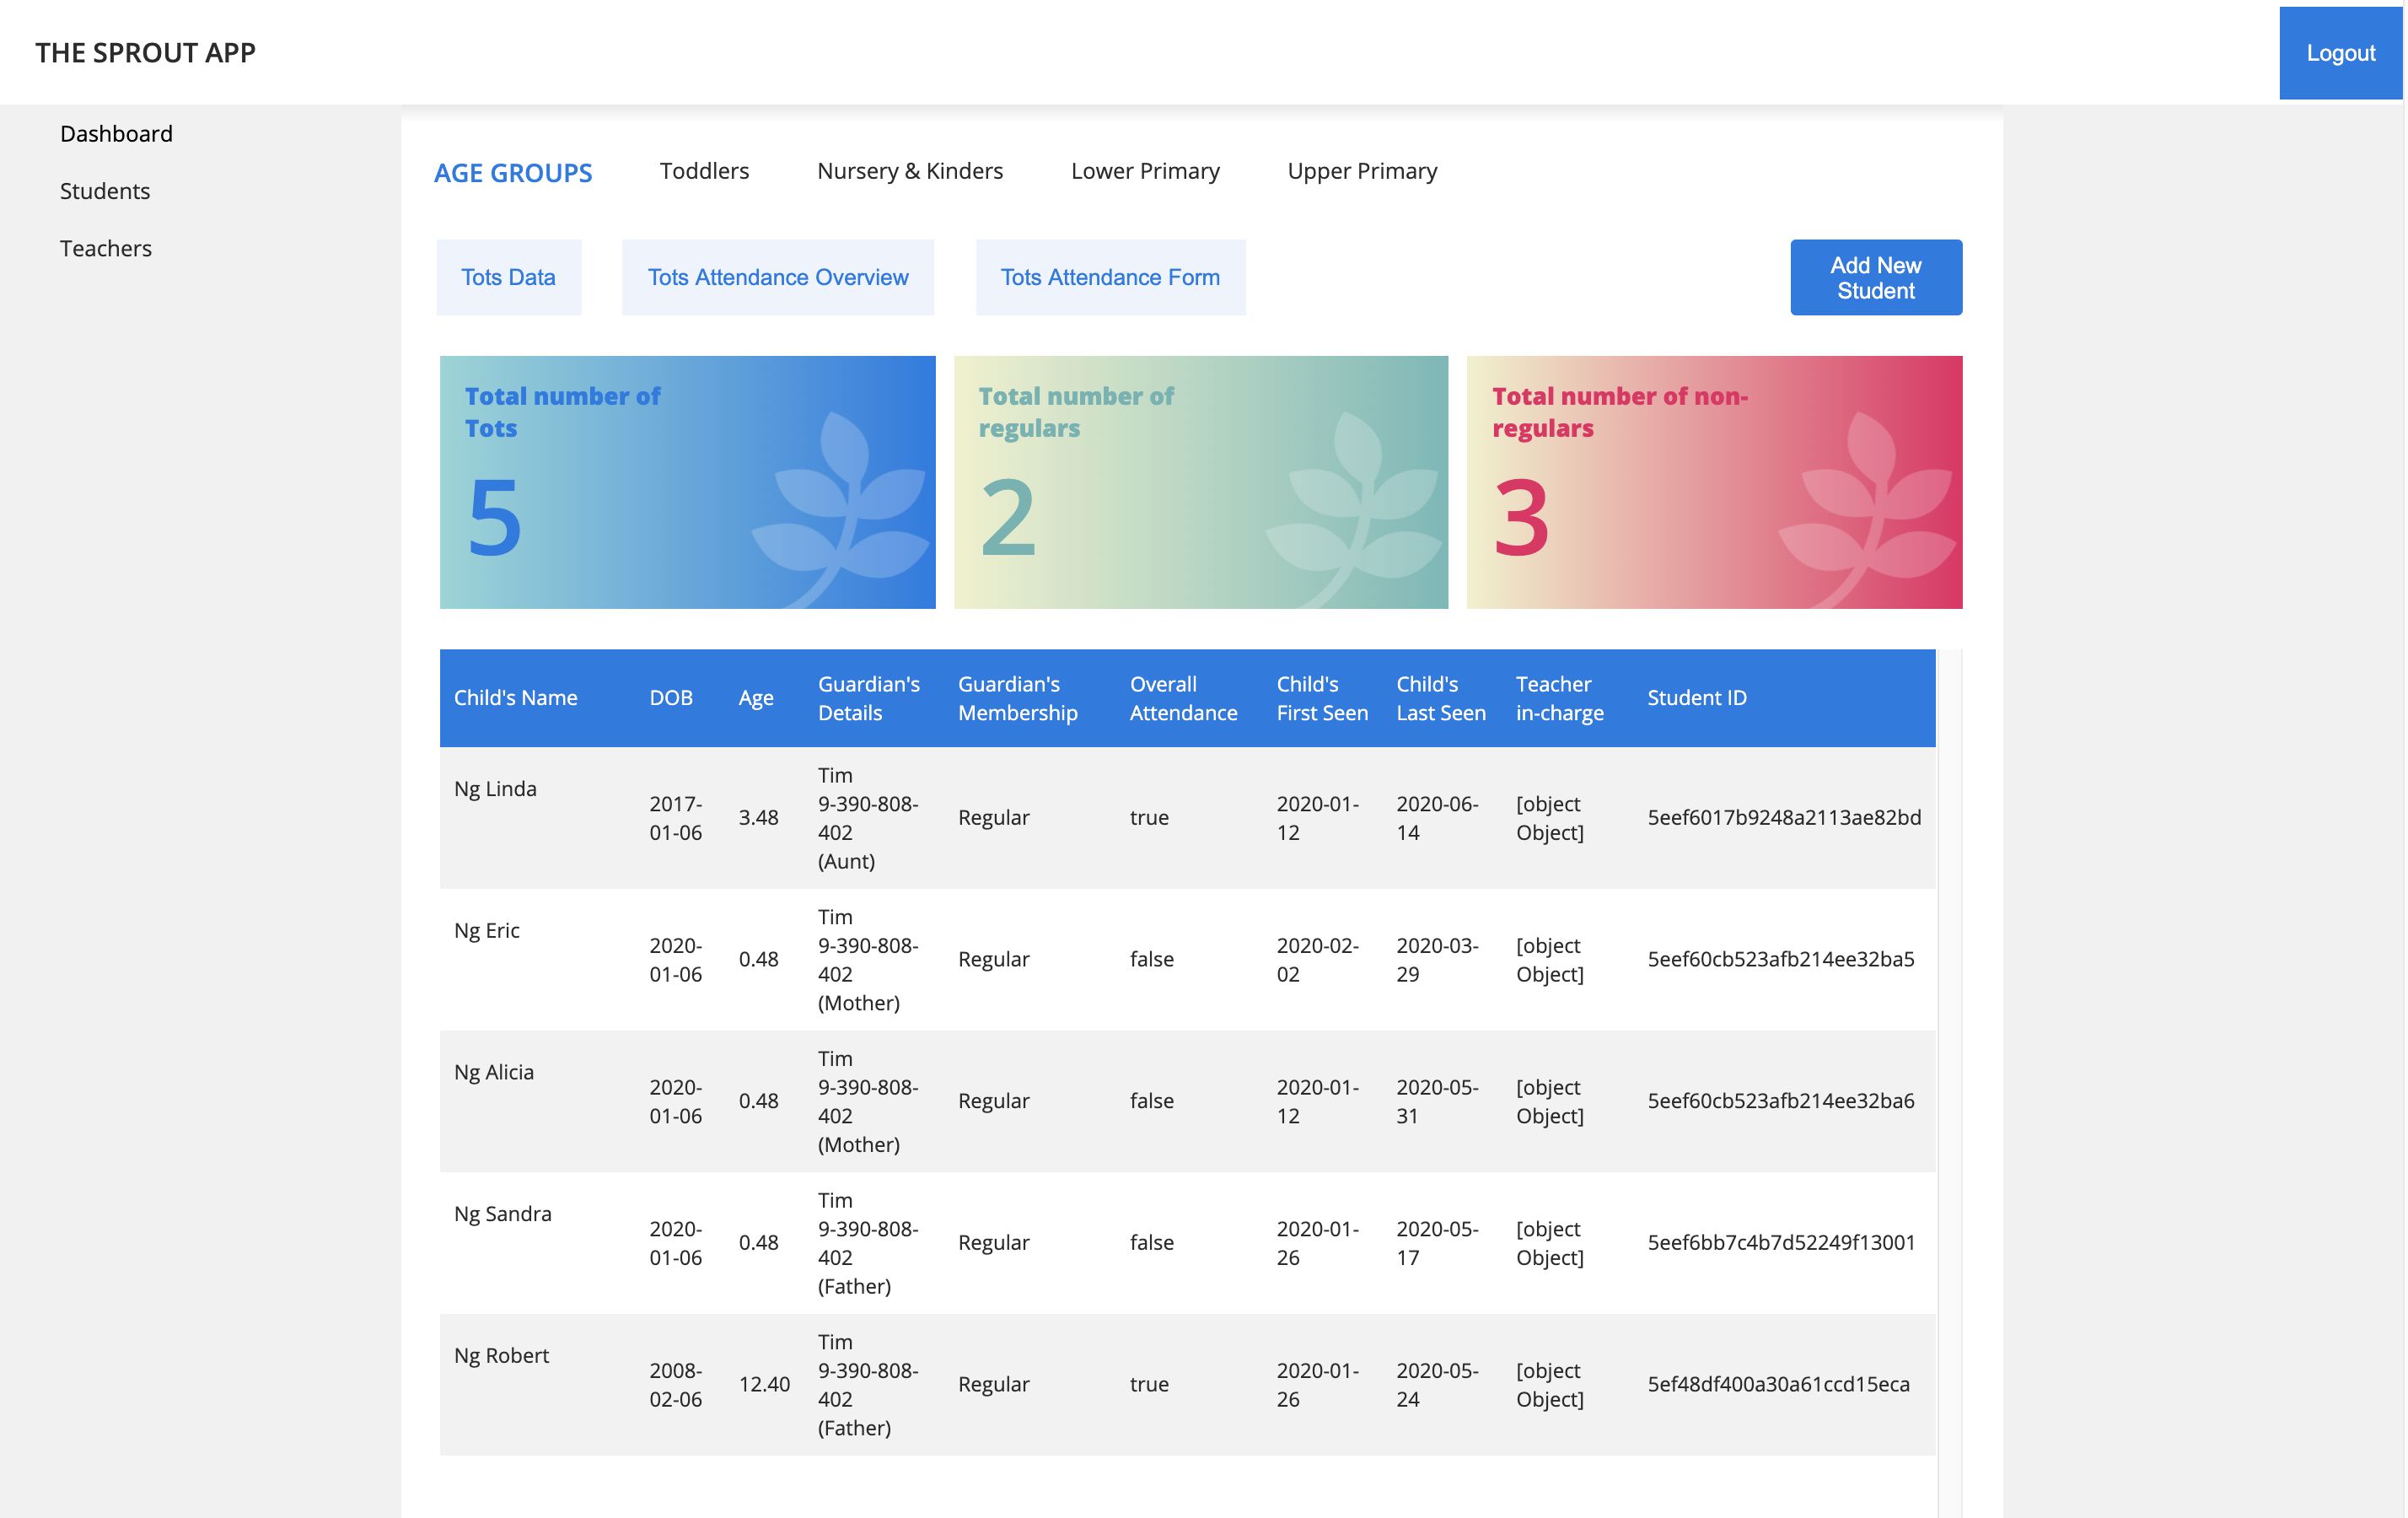 THE SPROUT APP
Logout
Dashboard
Students
Teachers
AGE GROUPS
Toddlers
Nursery & Kinders
Lower Primary
Upper Primary
Tots Data
Tots Attendance Overview
Tots Attendance Form
Add New
Student
Total number of
Tots
5
Total number of
regulars
2
Total number of non-
regulars
3
Child's Name
DOB
Age
Guardian's
Details
Guardian's
Membership
Overall
Attendance
Child's
First Seen
Child's
Last Seen
Teacher
in-charge
Student ID
Ng Linda
2017-
01-06
3.48
Tim
9-390-808-
402
(Aunt)
Regular
true
2020-01-
12
2020-06-
14
[object
Object]
5eef6017b9248a2113ae82bd
Ng Eric
2020-
01-06
0.48
Tim
9-390-808-
402
(Mother)
Regular
false
2020-02-
02
2020-03-
29
[object
Object]
5eef60cb523afb214ee32ba5
Ng Alicia
2020-
01-06
0.48
Tim
9-390-808-
402
(Mother)
Regular
false
2020-01-
12
2020-05-
31
[object
Object]
5eef60cb523afb214ee32ba6
Ng Sandra
2020-
01-06
0.48
Tim
9-390-808-
402
(Father)
Regular
false
2020-01-
26
2020-05-
17
[object
Object]
5eef6bb7c4b7d52249f13001
Ng Robert
2008-
02-06
12.40
Tim
9-390-808-
402
(Father)
Regular
true
2020-01-
26
2020-05-
24
[object
Object]
5ef48df400a30a61ccd15eca